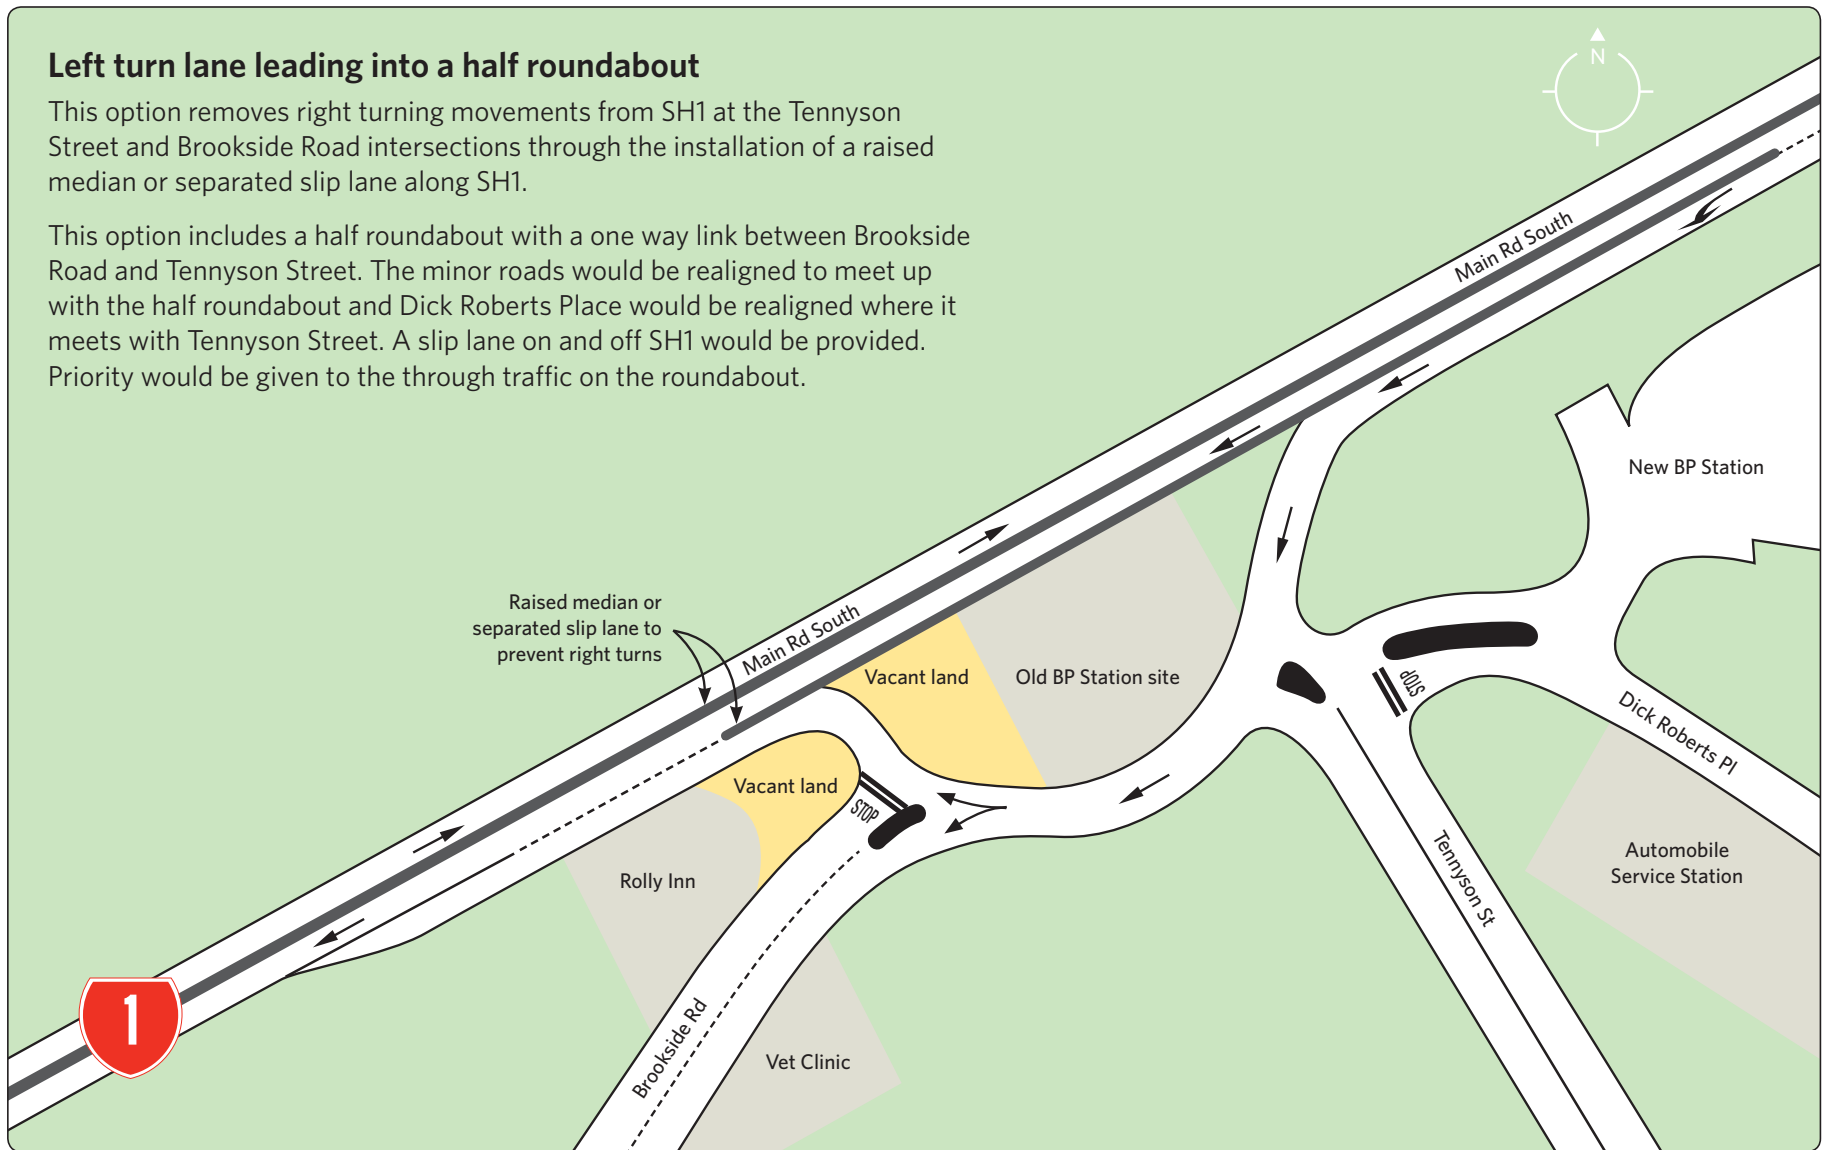 Left turn lane leading into a half roundabout
This option removes right turning movements from SH1 at the Tennyson
Street and Brookside Road intersections through the installation of a raised
median or separated slip lane along SH1.
This option includes a half roundabout with a one way link between Brookside
Road and Tennyson Street. The minor roads would be realigned to meet up
with the half roundabout and Dick Roberts Place would be realigned where it
meets with Tennyson Street. A slip lane on and off SH1 would be provided.
Priority would be given to the through traffic on the roundabout.
N
Main Rd South
New BP Station
Raised median or
separated slip lane to
prevent right turns
Main Rd South
Vacant land
Old BP Station site
STOP
Dick Roberts Pl
Vacant land
STOP
Rolly Inn
Tennyson St
Automobile
Service Station
1
Brookside Rd
Vet Clinic